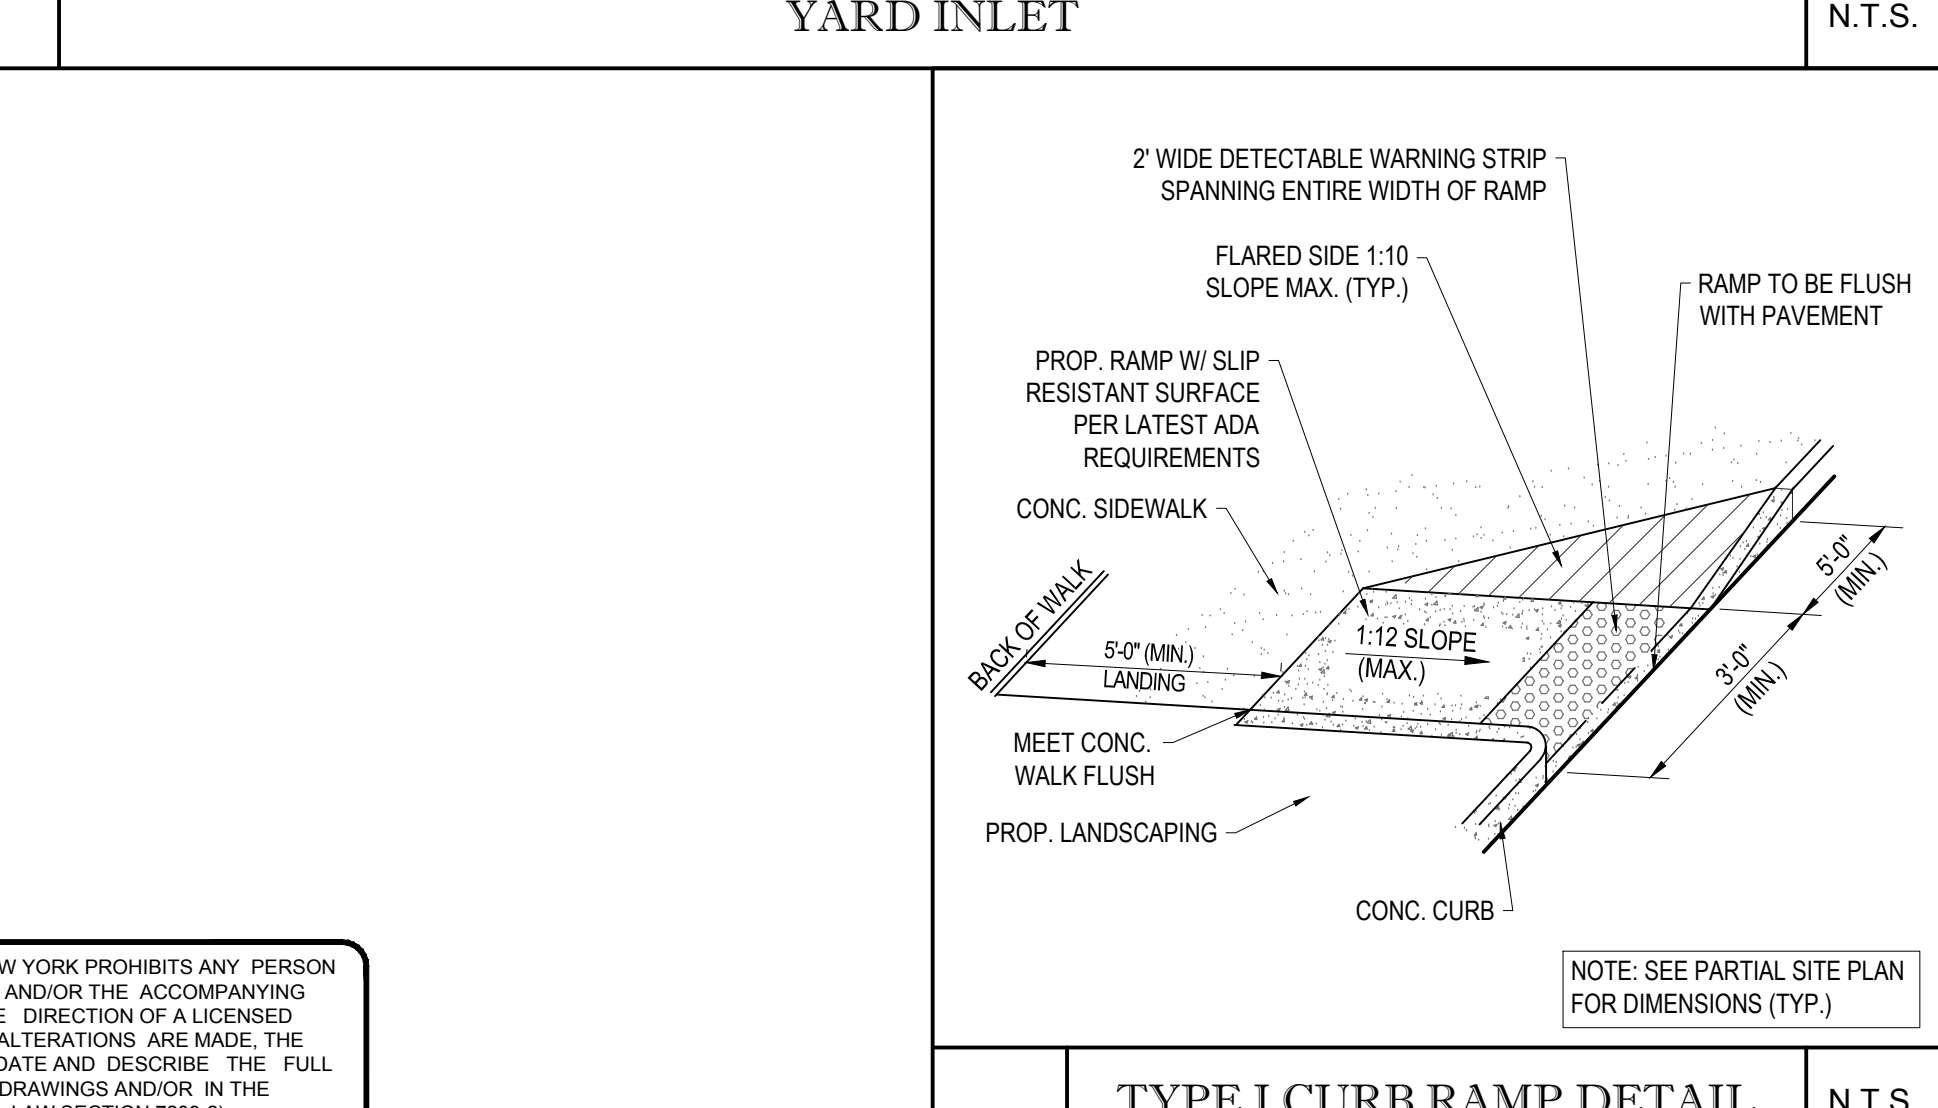 YARD INLET
N.T.S.
2' WIDE DETECTABLE WARNING STRIP
SPANNING ENTIRE WIDTH OF RAMP
FLARED SIDE 1:10
SLOPE MAX. (TYP.)
RAMP TO BE FLUSH
WITH PAVEMENT
PROP. RAMP W/ SLIP
RESISTANT SURFACE
PER LATEST ADA
REQUIREMENTS
CONC. SIDEWALK
BACK OF WALK
5'-0" (MIN.)
LANDING
1:12 SLOPE
(MAX.)
5'-0"
(MIN.)
3'-0"
(MIN.)
MEET CONC.
WALK FLUSH
PROP. LANDSCAPING
CONC. CURB
NOTE: SEE PARTIAL SITE PLAN
FOR DIMENSIONS (TYP.)
TYPE I CURB RAMP DETAIL
N.T.S.
W YORK PROHIBITS ANY PERSON
AND/OR THE ACCOMPANYING
E DIRECTION OF A LICENSED
ALTERATIONS ARE MADE, THE
DATE AND DESCRIBE THE FULL
DRAWINGS AND/OR IN THE